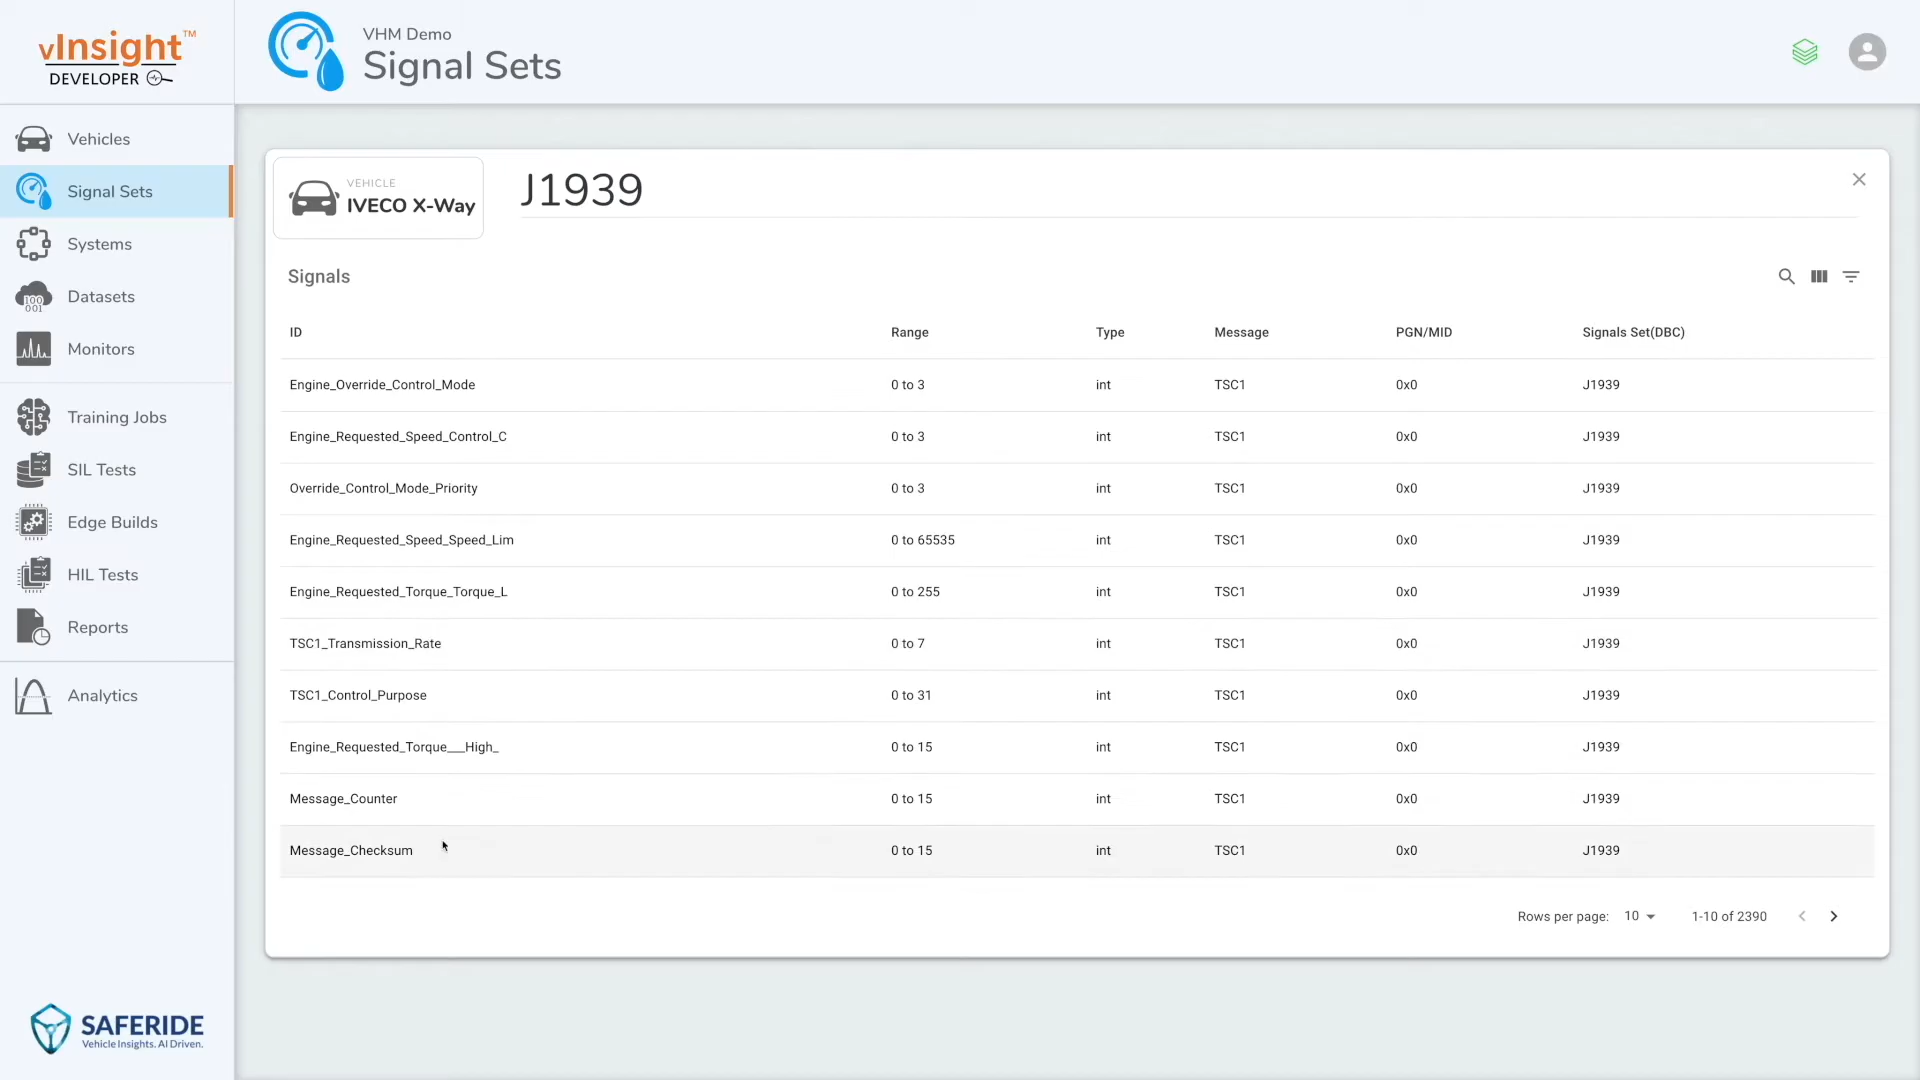 vInsight™
DEVELOPER
VHM Demo
Signal Sets
Vehicles
Signal Sets
Systems
100
001
Datasets
Monitors
Training Jobs
SIL Tests
Edge Builds
HIL Tests
Reports
Analytics
SAFERIDE
Vehicle Insights. AI Driven.
VEHICLE
IVECO X-Way
J1939
Signals
ID Range Type Message PGN/MID Signals Set(DBC)
Engine_Override_Control_Mode 0 to 3 int TSC1 0x0 J1939
Engine_Requested_Speed_Control_C 0 to 3 int TSC1 0x0 J1939
Override_Control_Mode_Priority 0 to 3 int TSC1 0x0 J1939
Engine_Requested_Speed_Speed_Lim 0 to 65535 int TSC1 0x0 J1939
Engine_Requested_Torque_Torque_L 0 to 255 int TSC1 0x0 J1939
TSC1_Transmission_Rate 0 to 7 int TSC1 0x0 J1939
TSC1_Control_Purpose 0 to 31 int TSC1 0x0 J1939
Engine_Requested_Torque___High_ 0 to 15 int TSC1 0x0 J1939
Message_Counter 0 to 15 int TSC1 0x0 J1939
Message_Checksum 0 to 15 int TSC1 0x0 J1939
Rows per page: 10 1-10 of 2390